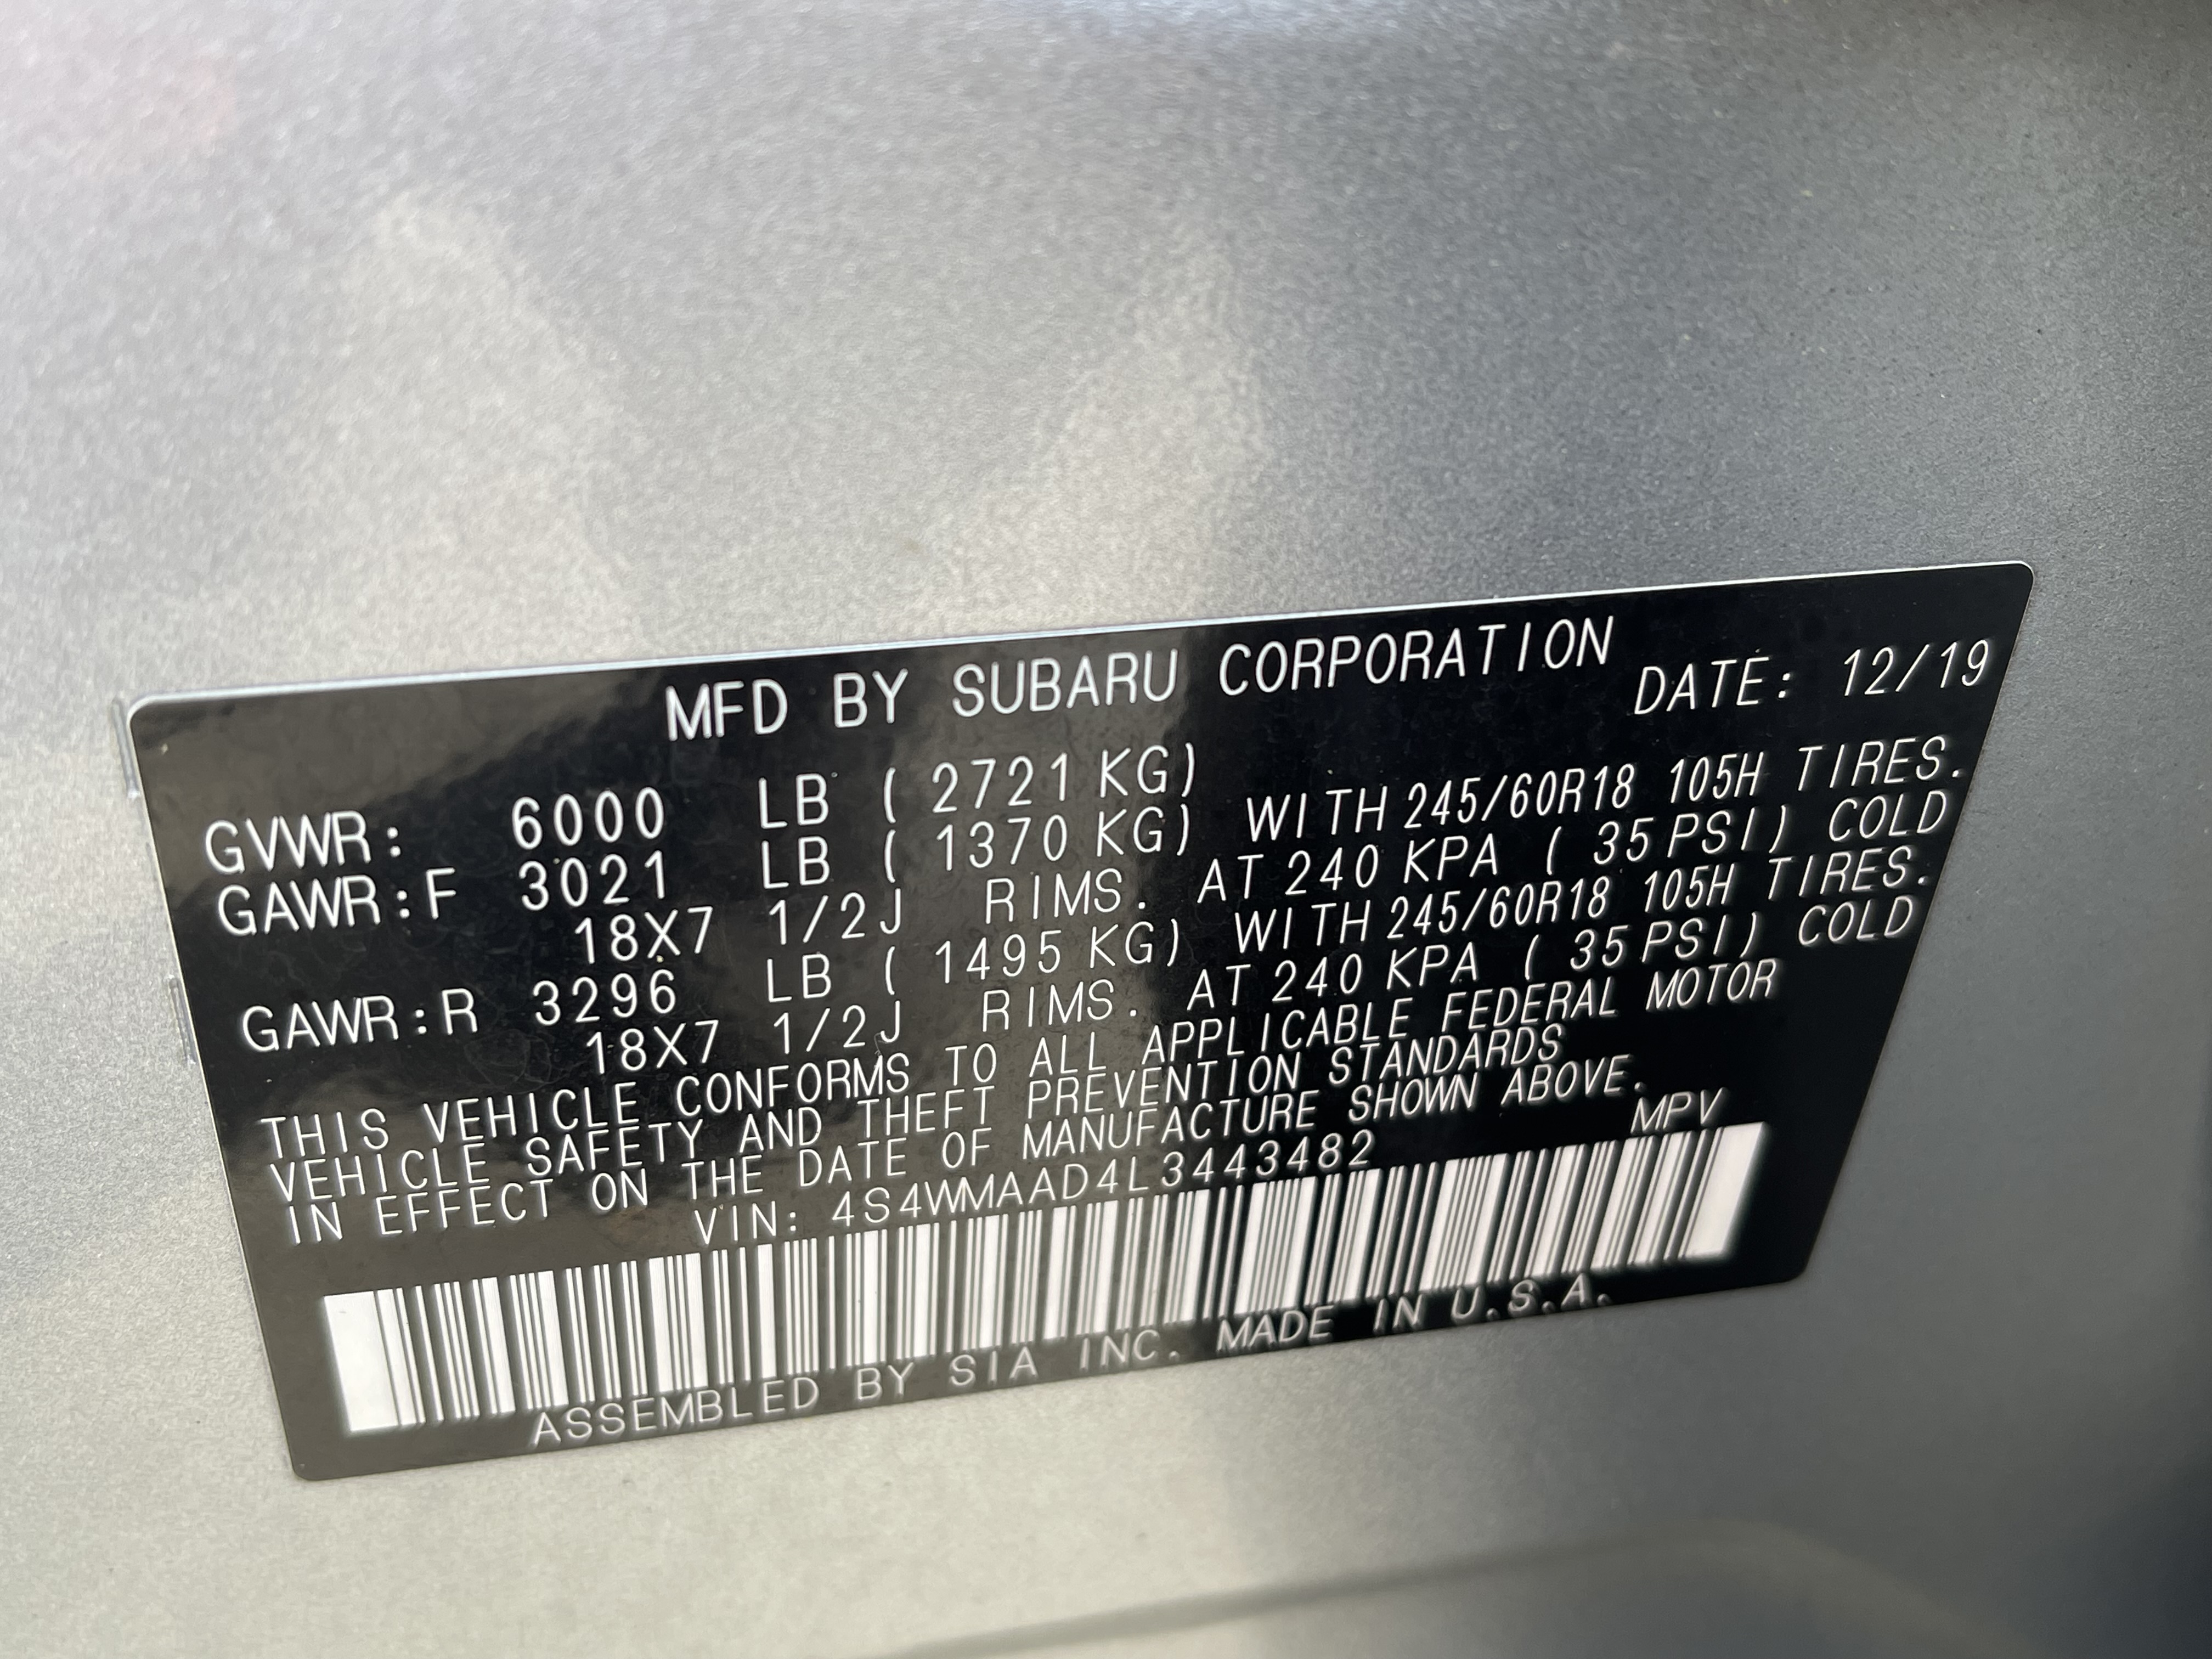 MFD BY SUBARU CORPORATION
DATE: 12/19
GVWR: 6000 LB ( 2721 KG)
GAWR:F 3021 LB ( 1370 KG) WITH 245/60R18 105H TIRES.
18X7 1/2J RIMS. AT 240 KPA ( 35 PSI) COLD
GAWR:R 3296 LB ( 1495 KG) WITH 245/60R18 105H TIRES.
18X7 1/2J RIMS. AT 240 KPA ( 35 PSI) COLD
THIS VEHICLE CONFORMS TO ALL APPLICABLE FEDERAL MOTOR
VEHICLE SAFETY AND THEFT PREVENTION STANDARDS
IN EFFECT ON THE DATE OF MANUFACTURE SHOWN ABOVE.
VIN: 4S4WMAAD4L3443482 MPV
ASSEMBLED BY SIA INC. MADE IN U.S.A.